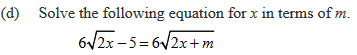 (d) Solve the following equation for x in terms of m.
6√2x – 5 = 6√2x + m